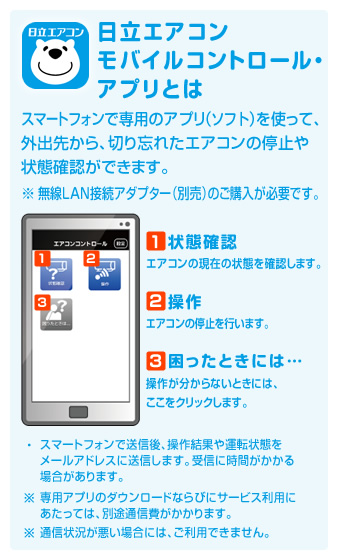 日立エアコン
日立エアコン
モバイルコントロール・
アプリとは
スマートフォンで専用のアプリ(ソフト)を使って、
外出先から、切り忘れたエアコンの停止や
状態確認ができます。
※ 無線LAN接続アダプター(別売)のご購入が必要です。
エアコンコントロール
設定
1
2
状態確認
操作
3
困ったときは…
1 状態確認
エアコンの現在の状態を確認します。
2 操作
エアコンの停止を行います。
3 困ったときには…
操作が分からないときには、
ここをクリックします。
・ スマートフォンで送信後、操作結果や運転状態を
メールアドレスに送信します。受信に時間がかかる
場合があります。
※ 専用アプリのダウンロードならびにサービス利用に
あたっては、別途通信費がかかります。
※ 通信状況が悪い場合には、ご利用できません。